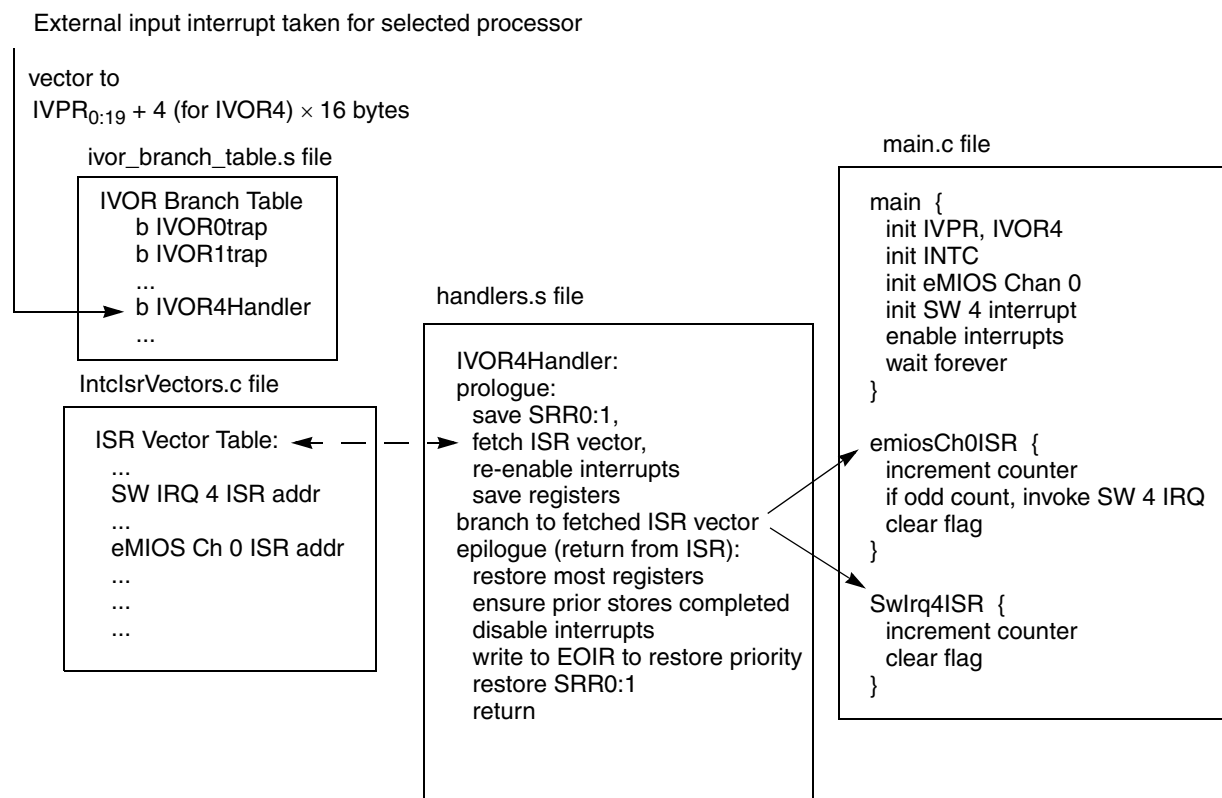 External input interrupt taken for selected processor
vector to
IVPR0:19 + 4 (for IVOR4) × 16 bytes
ivor_branch_table.s file
IVOR Branch Table
b IVOR0trap
b IVOR1trap
...
b IVOR4Handler
...
IntcIsrVectors.c file
ISR Vector Table:
...
SW IRQ 4 ISR addr
...
eMIOS Ch 0 ISR addr
...
...
...
handlers.s file
IVOR4Handler:
prologue:
save SRR0:1,
fetch ISR vector,
re-enable interrupts
save registers
branch to fetched ISR vector
epilogue (return from ISR):
restore most registers
ensure prior stores completed
disable interrupts
write to EOIR to restore priority
restore SRR0:1
return
main.c file
main {
init IVPR, IVOR4
init INTC
init eMIOS Chan 0
init SW 4 interrupt
enable interrupts
wait forever
}
emiosCh0ISR {
increment counter
if odd count, invoke SW 4 IRQ
clear flag
}
SwIrq4ISR {
increment counter
clear flag
}